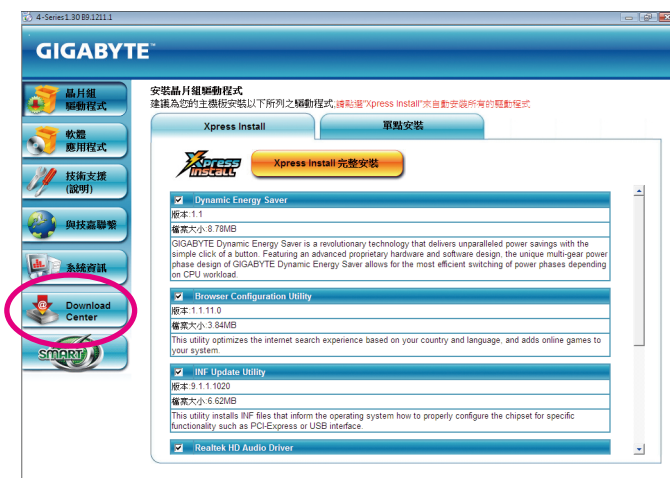 4-Series1.30 B9.1211.1
GIGABYTE™
晶片組
驅動程式
軟體
應用程式
技術支援
(說明)
與技嘉聯繫
系統資訊
Download
Center
SMART
安裝晶片組驅動程式
建議為您的主機板安裝以下所列之驅動程式,請點選"Xpress Install"來自動安裝所有的驅動程式
Xpress Install
單點安裝
Xpress
INSTALL
Xpress Install 完整安裝
Dynamic Energy Saver
版本:1.1
檔案大小:8.78MB
GIGABYTE Dynamic Energy Saver is a revolutionary technology that delivers unparalleled power savings with the
simple click of a button. Featuring an advanced proprietary hardware and software design, the unique multi-gear power
phase design of GIGABYTE Dynamic Energy Saver allows for the most efficient switching of power phases depending
on CPU workload.
Browser Configuration Utility
版本:1.1.11.0
檔案大小:3.84MB
This utility optimizes the internet search experience based on your country and language, and adds online games to
your system.
INF Update Utility
版本:9.1.1.1020
檔案大小:6.62MB
This utility installs INF files that inform the operating system how to properly configure the chipset for specific
functionality such as PCI-Express or USB interface.
Realtek HD Audio Driver